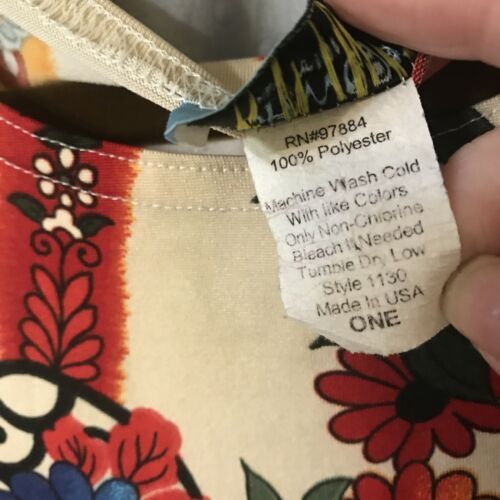 RN#97884
100% Polyester
Machine Wash Cold
With like Colors
Only Non-Chlorine
Bleach If Needed
Tumble Dry Low
Style 1130
Made In USA
ONE